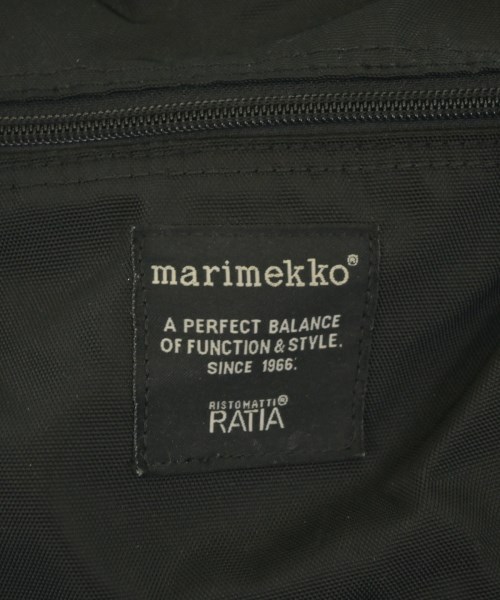 marimekko®
A PERFECT BALANCE
OF FUNCTION & STYLE.
SINCE 1966.
RISTOMATTI®
RATIA